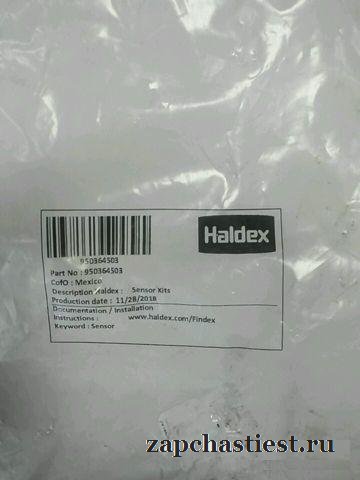 Haldex
950364503
Part No : 950364503
CofO : Mexico
Description Haldex : Sensor Kits
Production date : 11/28/2018
Documentation / Installation
Instructions : www.haldex.com/Findex
Keyword : Sensor
zapchastiest.ru